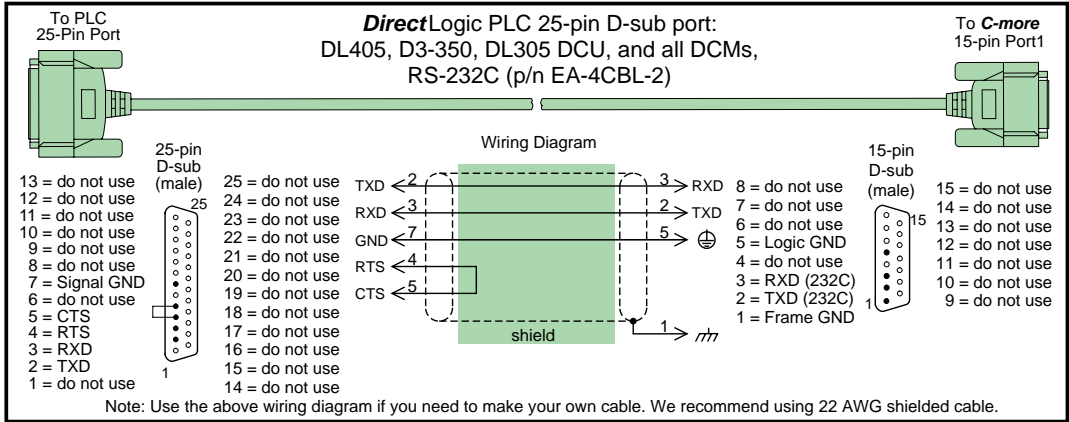 To PLC
25-Pin Port
DirectLogic PLC 25-pin D-sub port:
DL405, D3-350, DL305 DCU, and all DCMs,
RS-232C (p/n EA-4CBL-2)
To C-more
15-pin Port1
Wiring Diagram
25-pin
D-sub
(male)
13 = do not use
12 = do not use
11 = do not use
10 = do not use
9 = do not use
8 = do not use
7 = Signal GND
6 = do not use
5 = CTS
4 = RTS
3 = RXD
2 = TXD
1 = do not use
25
1
25 = do not use
24 = do not use
23 = do not use
22 = do not use
21 = do not use
20 = do not use
19 = do not use
18 = do not use
17 = do not use
16 = do not use
15 = do not use
14 = do not use
TXD 2 3 RXD
RXD 3 2 TXD
GND 7 5
RTS 4
CTS 5
shield
1
8 = do not use
7 = do not use
6 = do not use
5 = Logic GND
4 = do not use
3 = RXD (232C)
2 = TXD (232C)
1 = Frame GND
15-pin
D-sub
(male)
15
1
15 = do not use
14 = do not use
13 = do not use
12 = do not use
11 = do not use
10 = do not use
9 = do not use
Note: Use the above wiring diagram if you need to make your own cable. We recommend using 22 AWG shielded cable.